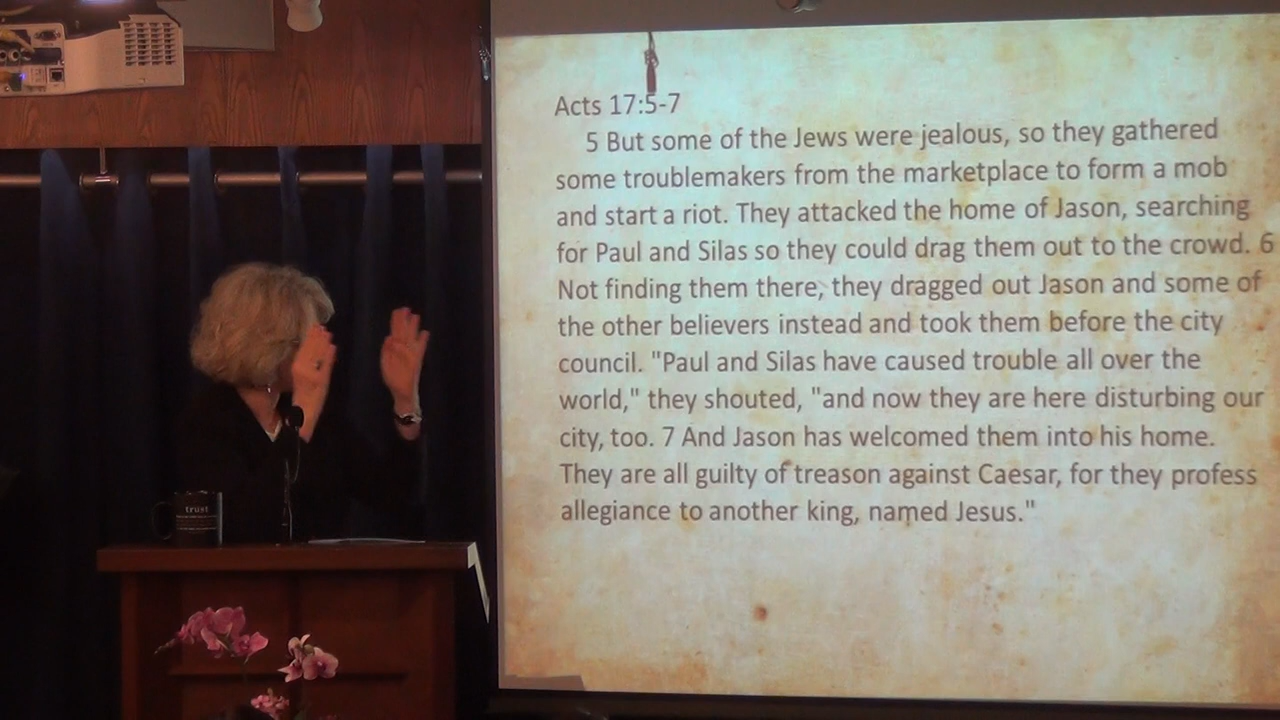 Acts 17:5-7
5 But some of the Jews were jealous, so they gathered
some troublemakers from the marketplace to form a mob
and start a riot. They attacked the home of Jason, searching
for Paul and Silas so they could drag them out to the crowd. 6
Not finding them there, they dragged out Jason and some of
the other believers instead and took them before the city
council. "Paul and Silas have caused trouble all over the
world," they shouted, "and now they are here disturbing our
city, too. 7 And Jason has welcomed them into his home.
They are all guilty of treason against Caesar, for they profess
allegiance to another king, named Jesus."
trust